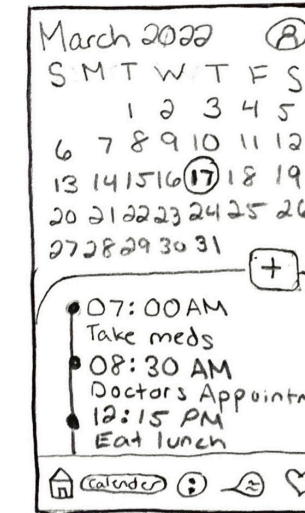 March 2022
S M T W T F S
1 2 3 4 5
6 7 8 9 10 11 12
13 14 15 16 17 18 19
20 21 22 23 24 25 26
27 28 29 30 31
+
07:00 AM
Take meds
08:30 AM
Doctors Appointm
12:15 PM
Eat lunch
Calender